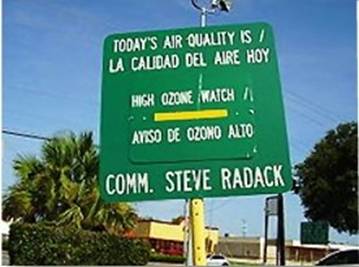 TODAY'S AIR QUALITY IS /
LA CALIDAD DEL AIRE HOY
HIGH OZONE WATCH /
AVISO DE OZONO ALTO
COMM. STEVE RADACK